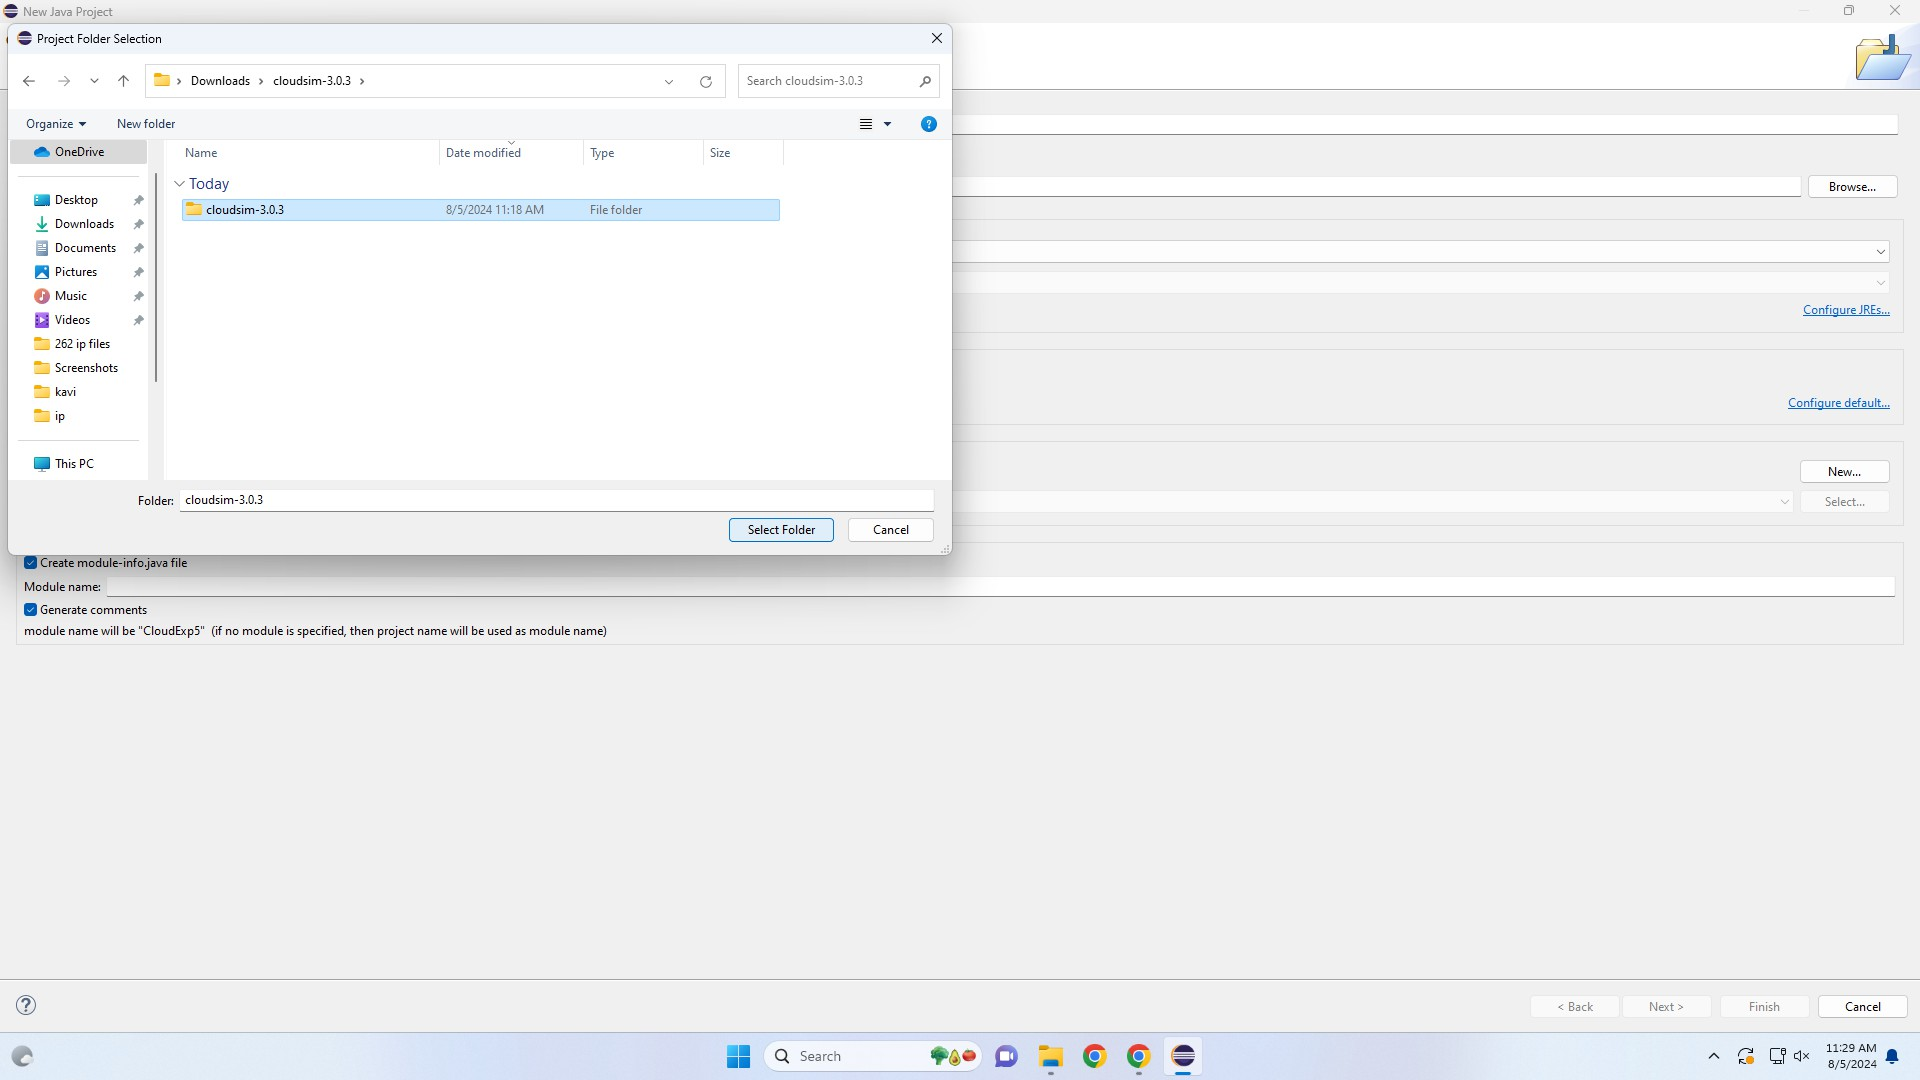 New Java Project
Project Folder Selection
Downloads
cloudsim-3.0.3
Search cloudsim-3.0.3
Organize
New folder
OneDrive
Name
Date modified
Type
Size
Today
cloudsim-3.0.3
8/5/2024 11:18 AM
File folder
Desktop
Downloads
Documents
Pictures
Music
Videos
262 ip files
Screenshots
kavi
ip
This PC
Folder:
cloudsim-3.0.3
Select Folder
Cancel
Browse...
Configure JREs...
Configure default...
New...
Select...
Create module-info.java file
Module name:
Generate comments
module name will be "CloudExp5" (if no module is specified, then project name will be used as module name)
< Back
Next >
Finish
Cancel
Search
11:29 AM
8/5/2024